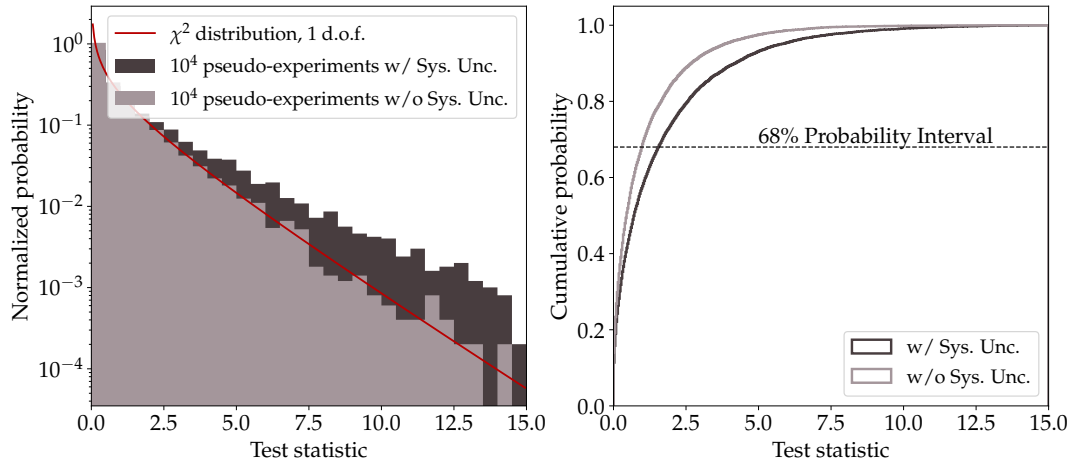 χ² distribution, 1 d.o.f.
10⁴ pseudo-experiments w/ Sys. Unc.
10⁴ pseudo-experiments w/o Sys. Unc.
Normalized probability
10⁰
10⁻¹
10⁻²
10⁻³
10⁻⁴
0.0 2.5 5.0 7.5 10.0 12.5 15.0
Test statistic
Cumulative probability
1.0
0.8
0.6
0.4
0.2
0.0
68% Probability Interval
w/ Sys. Unc.
w/o Sys. Unc.
0.0 2.5 5.0 7.5 10.0 12.5 15.0
Test statistic